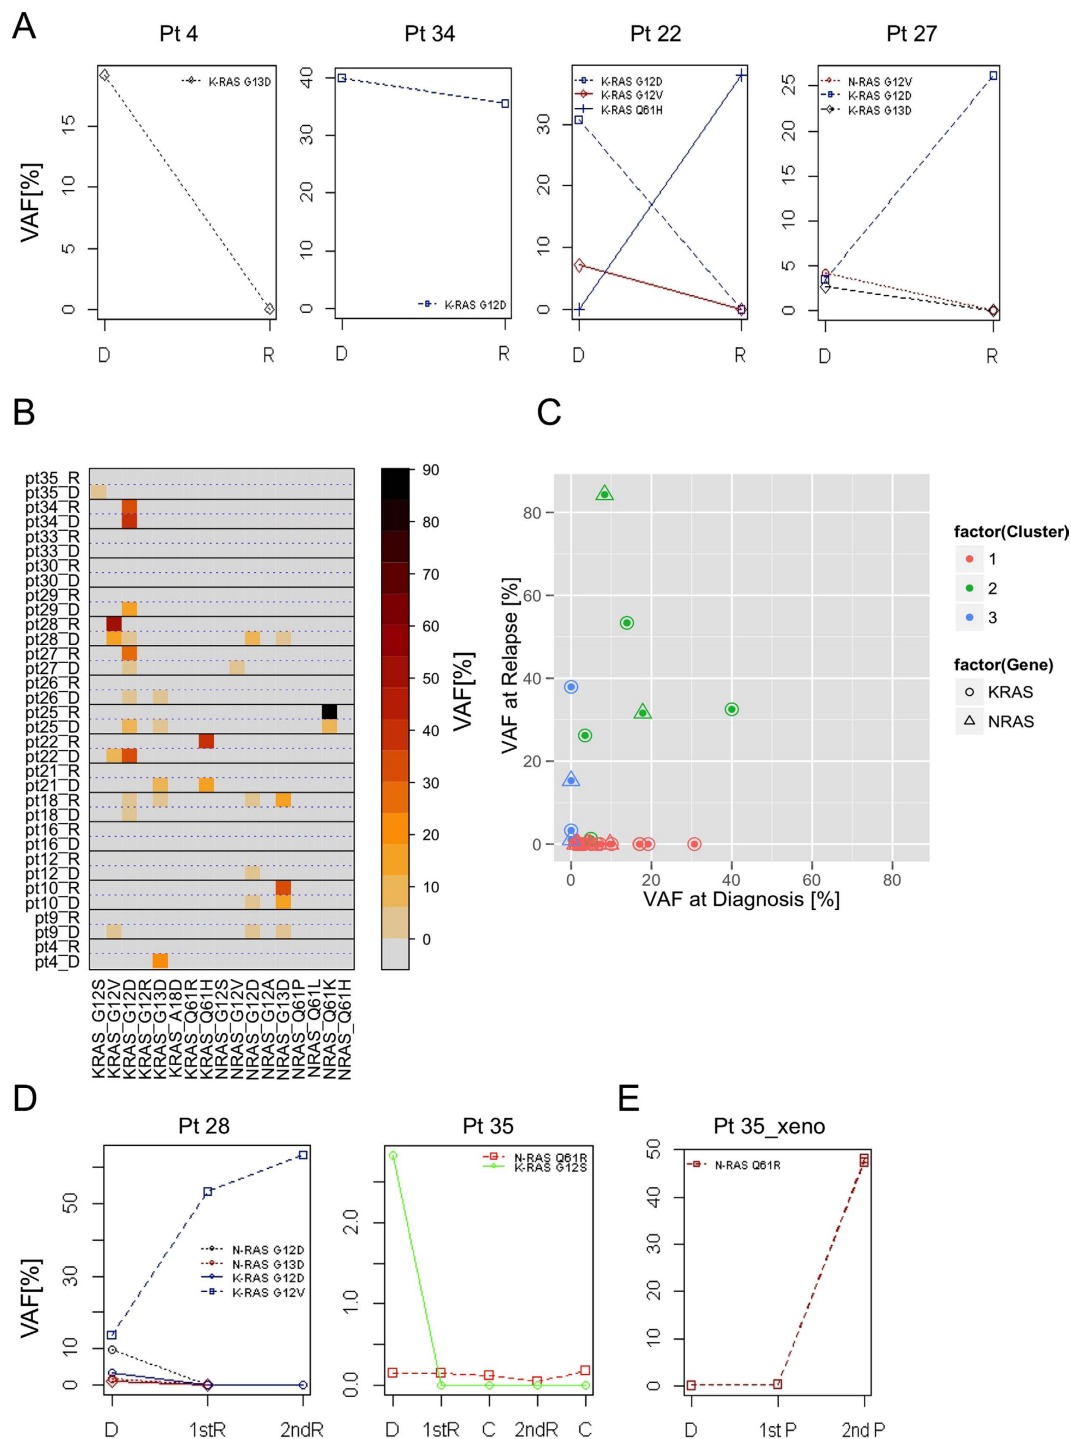 A
Pt 4
Pt 34
Pt 22
Pt 27
VAF[%]
K-RAS G13D
15
10
5
0
D
R
40
30
20
10
0
K-RAS G12D
D
R
K-RAS G12D
K-RAS G12V
K-RAS Q61H
30
20
10
0
D
R
N-RAS G12V
K-RAS G12D
K-RAS G13D
25
20
15
10
5
0
D
R
B
pt35_R
pt35_D
pt34_R
pt34_D
pt33_R
pt33_D
pt30_R
pt30_D
pt29_R
pt29_D
pt28_R
pt28_D
pt27_R
pt27_D
pt26_R
pt26_D
pt25_R
pt25_D
pt22_R
pt22_D
pt21_R
pt21_D
pt18_R
pt18_D
pt16_R
pt16_D
pt12_R
pt12_D
pt10_R
pt10_D
pt9_R
pt9_D
pt4_R
pt4_D
KRAS_G12S
KRAS_G12V
KRAS_G12D
KRAS_G12R
KRAS_G13D
KRAS_A18D
KRAS_Q61R
KRAS_Q61H
NRAS_G12S
NRAS_G12V
NRAS_G12D
NRAS_G12A
NRAS_G13D
NRAS_Q61P
NRAS_Q61L
NRAS_Q61K
NRAS_Q61H
90
80
70
60
50
40
30
20
10
0
VAF[%]
C
VAF at Relapse [%]
80
60
40
20
0
0
20
40
60
80
VAF at Diagnosis [%]
factor(Cluster)
1
2
3
factor(Gene)
KRAS
NRAS
D
Pt 28
VAF[%]
50
30
10
0
N-RAS G12D
N-RAS G13D
K-RAS G12D
K-RAS G12V
D
1stR
2ndR
Pt 35
N-RAS Q61R
K-RAS G12S
2.0
1.0
0.0
D
1stR
C
2ndR
C
E
Pt 35_xeno
N-RAS Q61R
50
40
30
20
10
0
D
1st P
2nd P